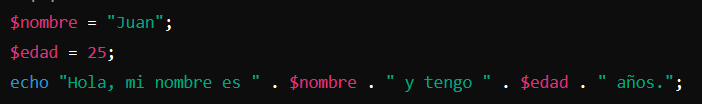 $nombre = "Juan";
$edad = 25;
echo "Hola, mi nombre es " . $nombre . " y tengo " . $edad . " años.";